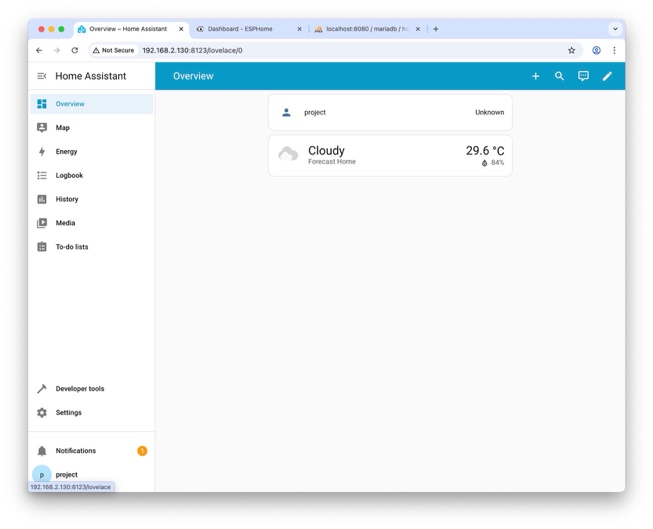 Overview – Home Assistant
Dashboard - ESPHome
localhost:8080 / mariadb / h
Not Secure
192.168.2.130:8123/lovelace/0
Home Assistant
Overview
Overview
Map
Energy
Logbook
History
Media
To-do lists
project
Unknown
Cloudy
Forecast Home
29.6 °C
84%
Developer tools
Settings
Notifications
1
p
project
192.168.2.130:8123/lovelace